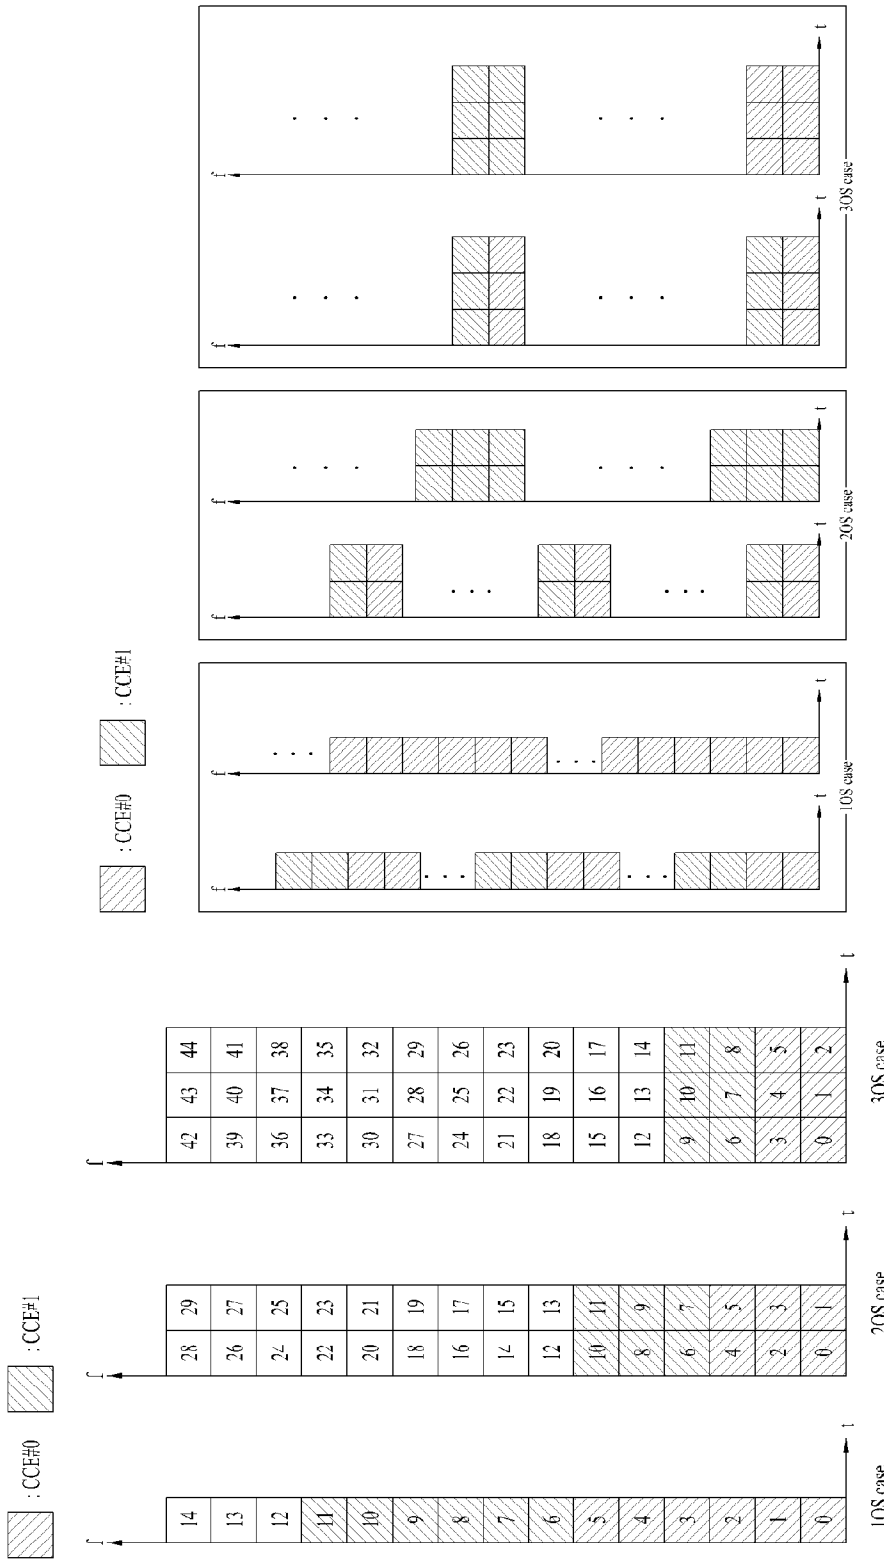 : CCE#0
: CCE#1
f
f
f
14
28 29
42 43 44
13
26 27
39 40 41
12
24 25
36 37 38
11
22 23
33 34 35
10
20 21
30 31 32
9
18 19
27 28 29
8
16 17
24 25 26
7
14 15
21 22 23
6
12 13
18 19 20
5
10 11
15 16 17
4
8 9
12 13 14
3
6 7
9 10 11
2
4 5
6 7 8
1
2 3
3 4 5
0
0 1
0 1 2
t
t
t
1OS case
2OS case
3OS case
: CCE#0
: CCE#1
f
f
f
f
f
f
t
t
t
t
t
t
1OS case
2OS case
3OS case